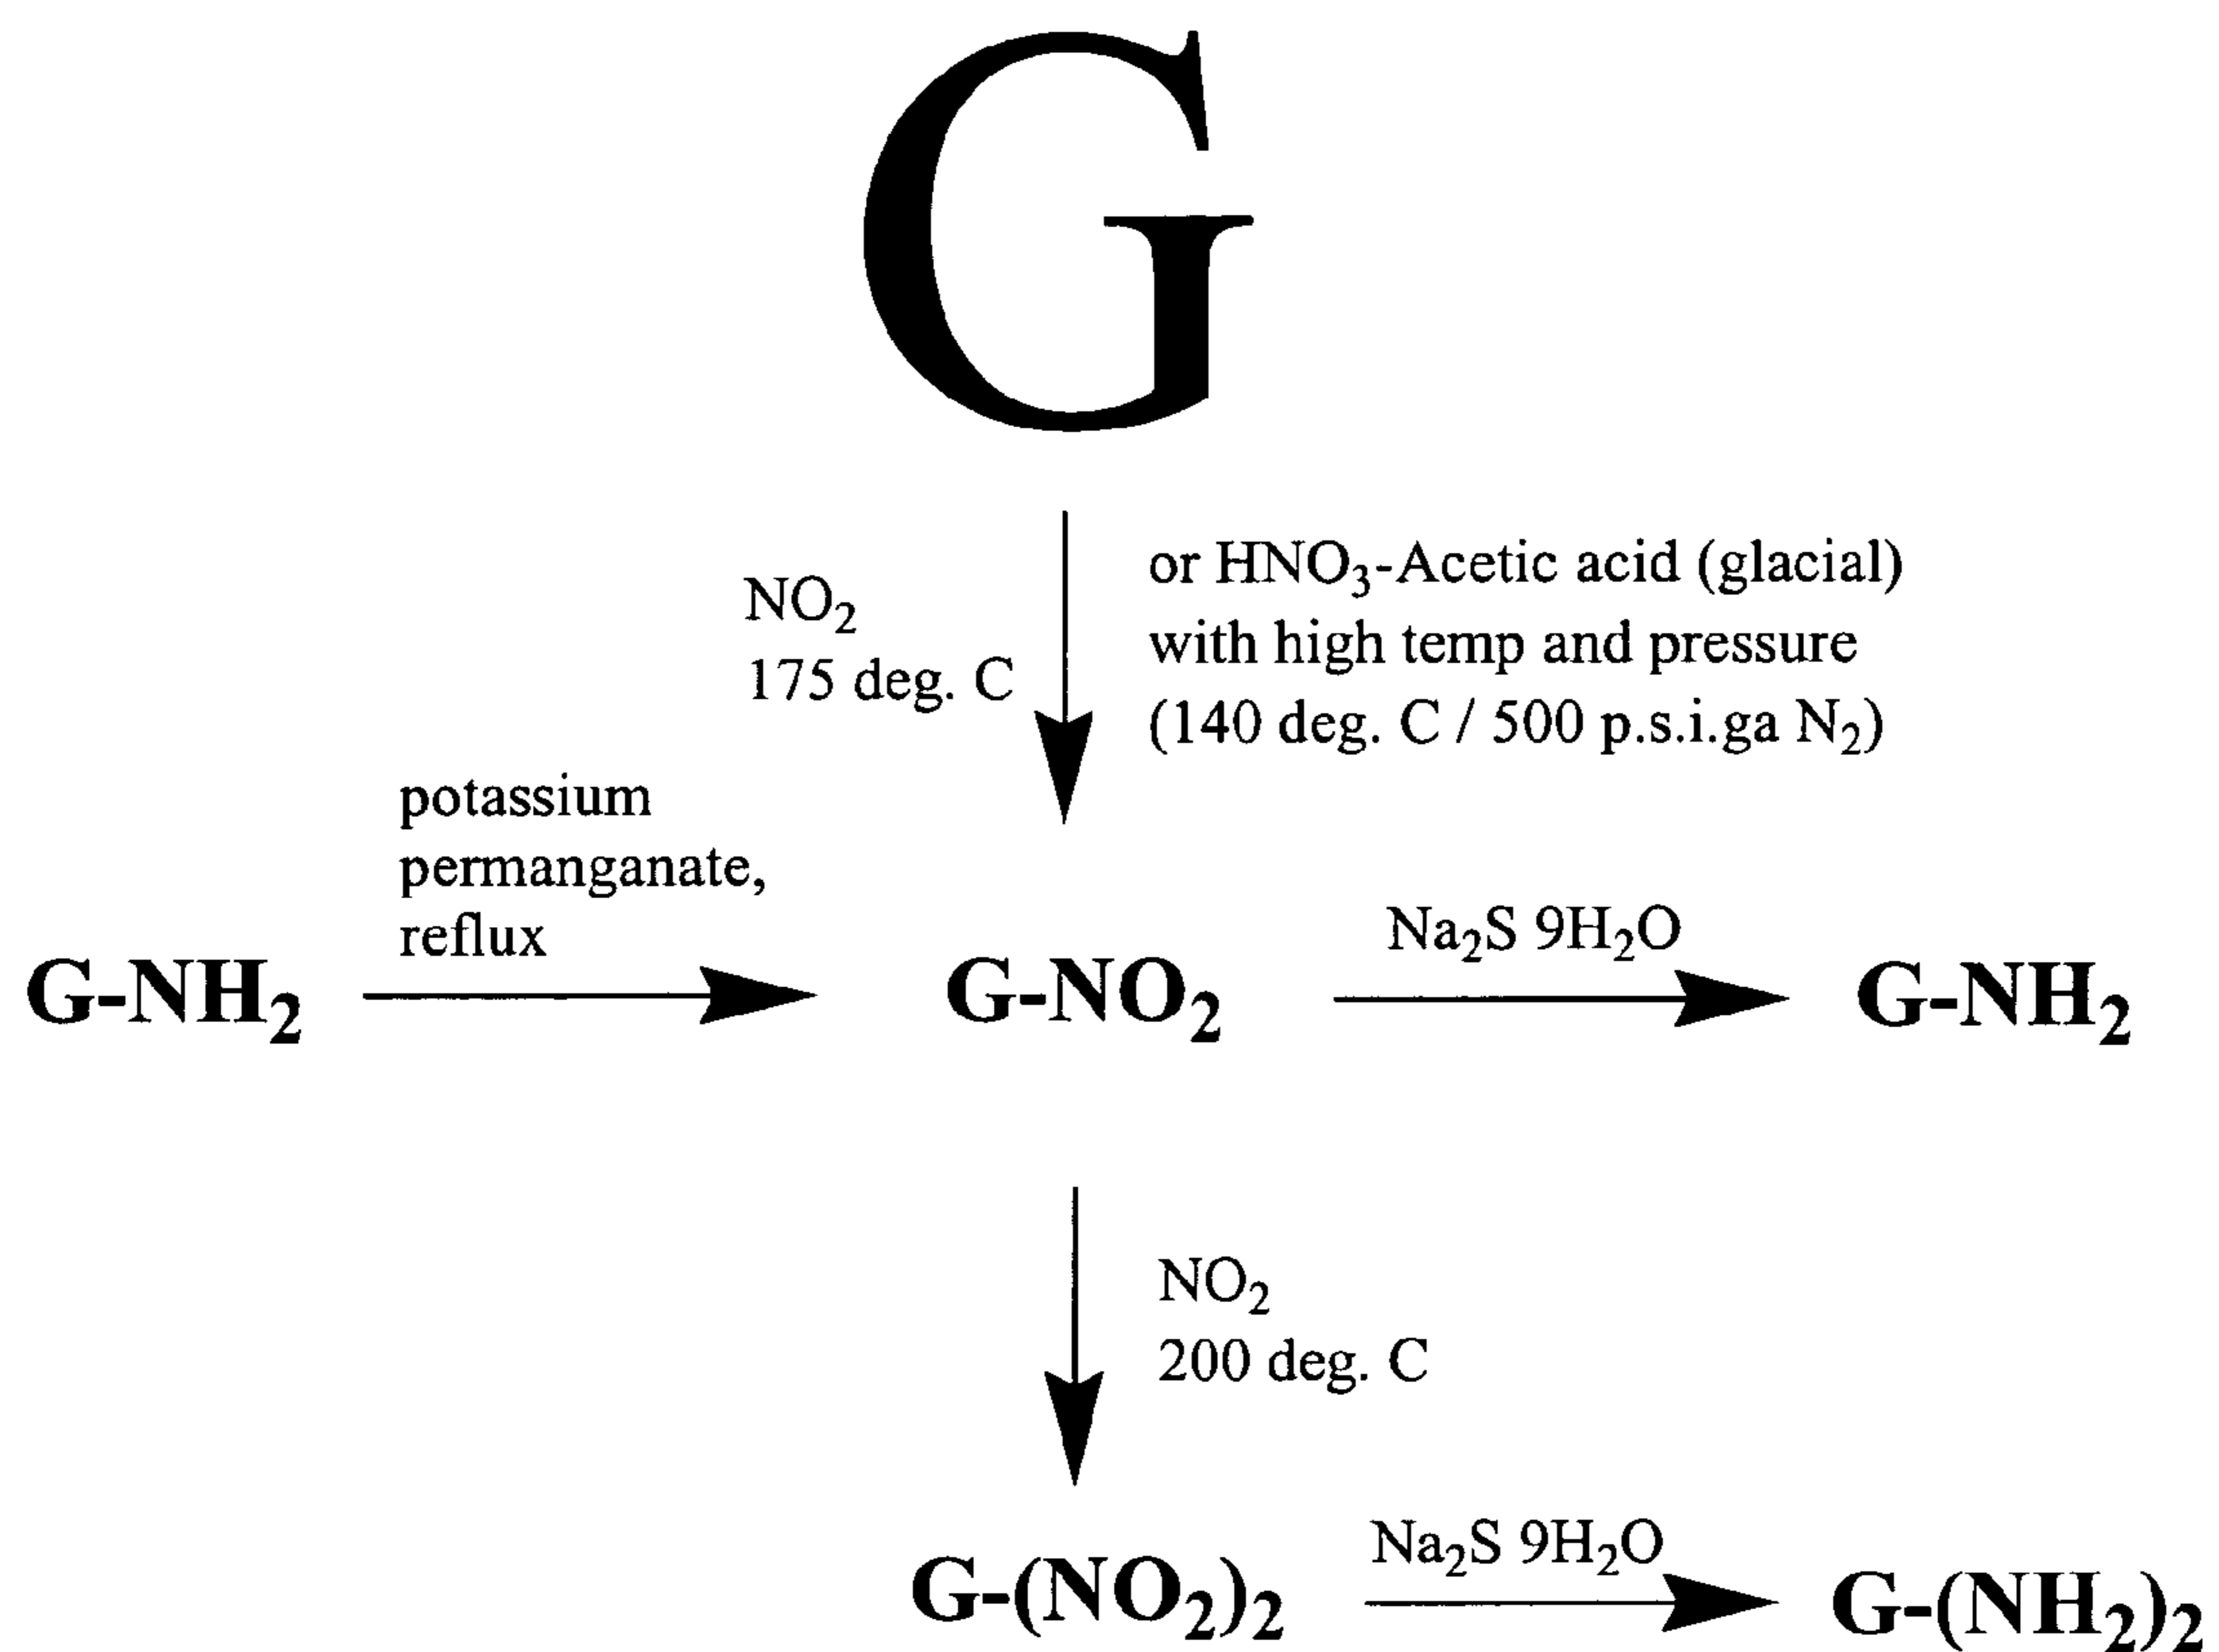 G
NO₂
175 deg. C
or HNO₃-Acetic acid (glacial)
with high temp and pressure
(140 deg. C / 500 p.s.i.ga N₂)
potassium
permanganate,
reflux
G-NH₂
G-NO₂
Na₂S 9H₂O
G-NH₂
NO₂
200 deg. C
G-(NO₂)₂
Na₂S 9H₂O
G-(NH₂)₂